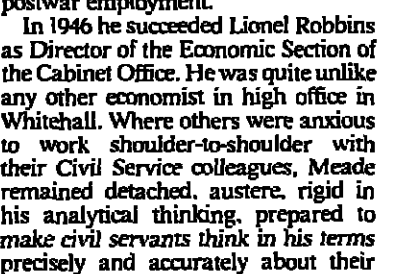 postwar employment.
In 1946 he succeeded Lionel Robbins
as Director of the Economic Section of
the Cabinet Office. He was quite unlike
any other economist in high office in
Whitehall. Where others were anxious
to work shoulder-to-shoulder with
their Civil Service colleagues, Meade
remained detached, austere, rigid in
his analytical thinking, prepared to
make civil servants think in his terms
precisely and accurately about their